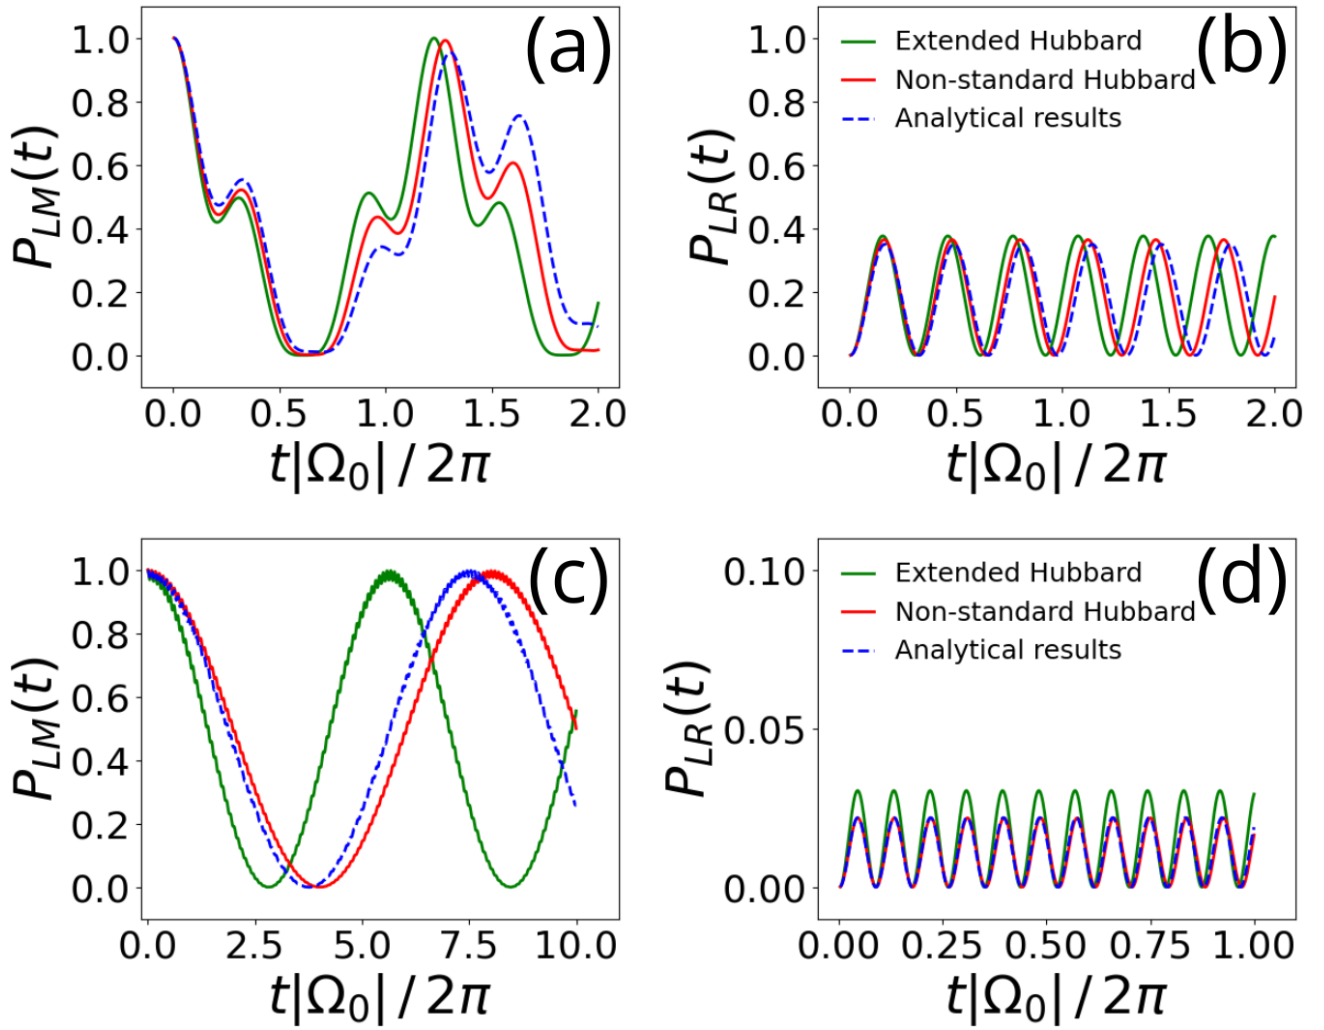 (a)
P_LM(t)
1.0
0.8
0.6
0.4
0.2
0.0
0.0 0.5 1.0 1.5 2.0
t|Ω₀| / 2π
(b)
Extended Hubbard
Non-standard Hubbard
Analytical results
P_LR(t)
1.0
0.8
0.6
0.4
0.2
0.0
0.0 0.5 1.0 1.5 2.0
t|Ω₀| / 2π
(c)
P_LM(t)
1.0
0.8
0.6
0.4
0.2
0.0
0.0 2.5 5.0 7.5 10.0
t|Ω₀| / 2π
(d)
Extended Hubbard
Non-standard Hubbard
Analytical results
P_LR(t)
0.10
0.05
0.00
0.00 0.25 0.50 0.75 1.00
t|Ω₀| / 2π